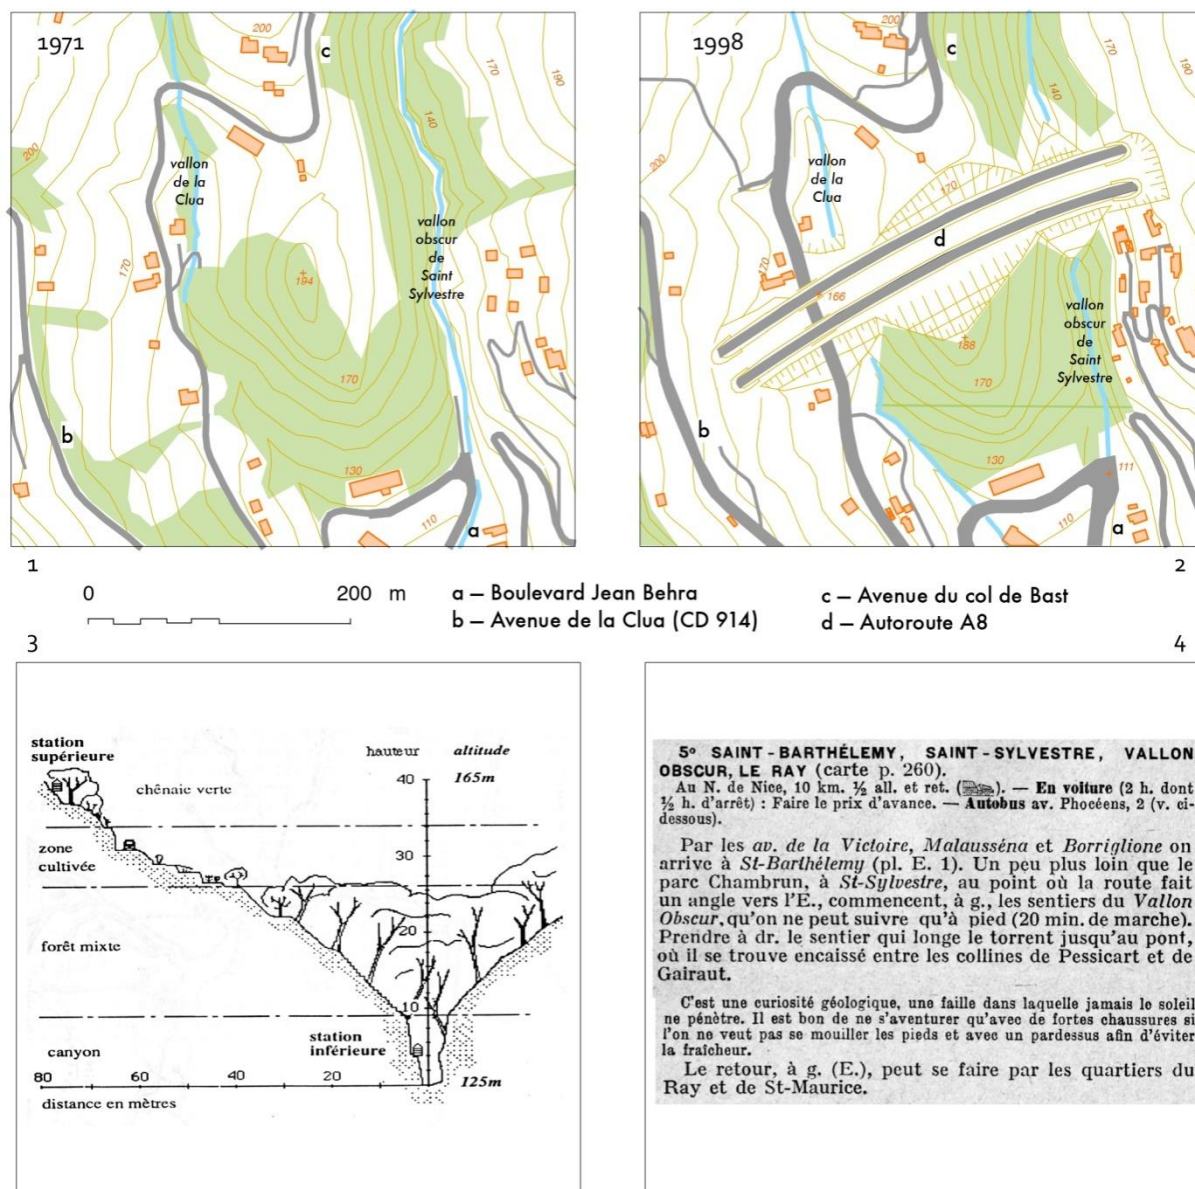 1971
200
c
170
190
140
200
vallon
de la
Clua
vallon
obscur
de
Saint
Sylvestre
170
194
170
b
130
110
a
1998
200
c
170
190
140
200
vallon
de la
Clua
170
d
170
166
188
vallon
obscur
de
Saint
Sylvestre
170
b
130
111
110
a
1
2
0 200 m
a – Boulevard Jean Behra
b – Avenue de la Clua (CD 914)
c – Avenue du col de Bast
d – Autoroute A8
3
4
station
supérieure
hauteur altitude
40 165m
chênaie verte
zone
cultivée
30
forêt mixte
20
10
station
inférieure
canyon
80 60 40 20 125m
distance en mètres
5º SAINT-BARTHÉLEMY, SAINT-SYLVESTRE, VALLON
OBSCUR, LE RAY (carte p. 260).
Au N. de Nice, 10 km. ½ all. et ret. ( ). — En voiture (2 h. dont
½ h. d'arrêt) : Faire le prix d'avance. — Autobus av. Phocéens, 2 (v. ci-
dessous).
Par les av. de la Victoire, Malausséna et Borriglione on
arrive à St-Barthélemy (pl. E. 1). Un peu plus loin que le
parc Chambrun, à St-Sylvestre, au point où la route fait
un angle vers l'E., commencent, à g., les sentiers du Vallon
Obscur, qu'on ne peut suivre qu'à pied (20 min. de marche).
Prendre à dr. le sentier qui longe le torrent jusqu'au pont,
où il se trouve encaissé entre les collines de Pessicart et de
Gairaut.
C'est une curiosité géologique, une faille dans laquelle jamais le soleil
ne pénètre. Il est bon de ne s'aventurer qu'avec de fortes chaussures si
l'on ne veut pas se mouiller les pieds et avec un pardessus afin d'éviter
la fraîcheur.
Le retour, à g. (E.), peut se faire par les quartiers du
Ray et de St-Maurice.